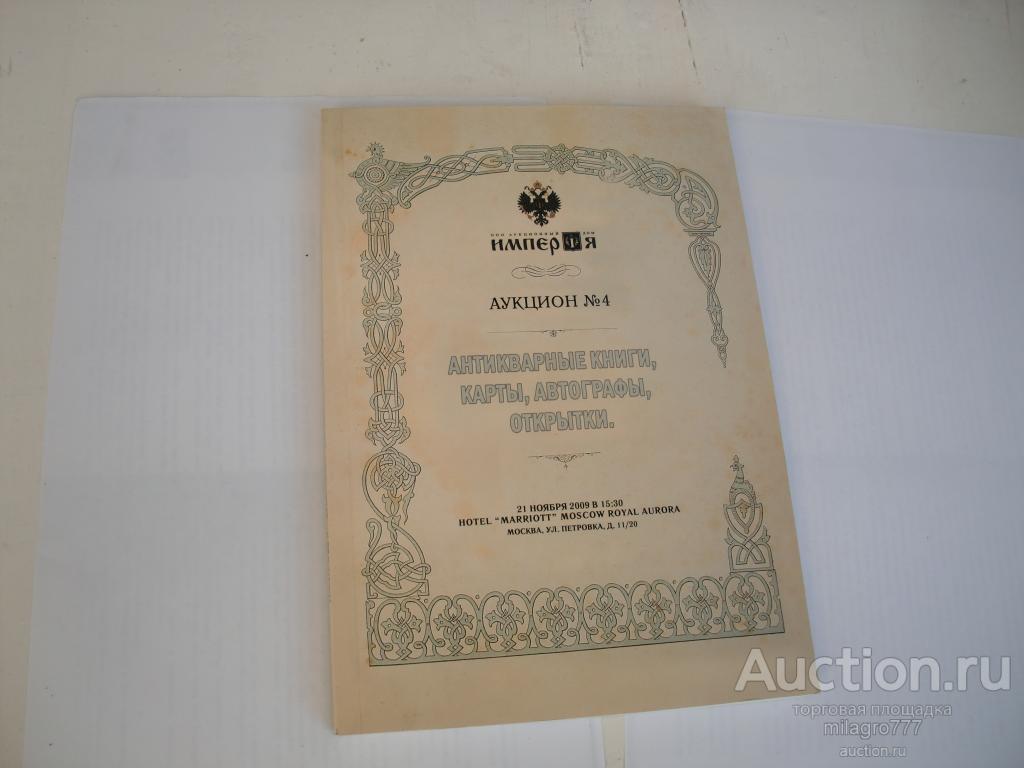 ООО АУКЦИОННЫЙ ДОМ
ИМПЕРИЯ
АУКЦИОН №4
АНТИКВАРНЫЕ КНИГИ,
КАРТЫ, АВТОГРАФЫ,
ОТКРЫТКИ.
21 НОЯБРЯ 2009 В 15:30
HOTEL "MARRIOTT" MOSCOW ROYAL AURORA
МОСКВА, УЛ. ПЕТРОВКА, Д. 11/20
Auction.ru
торговая площадка
milagro777
auction.ru